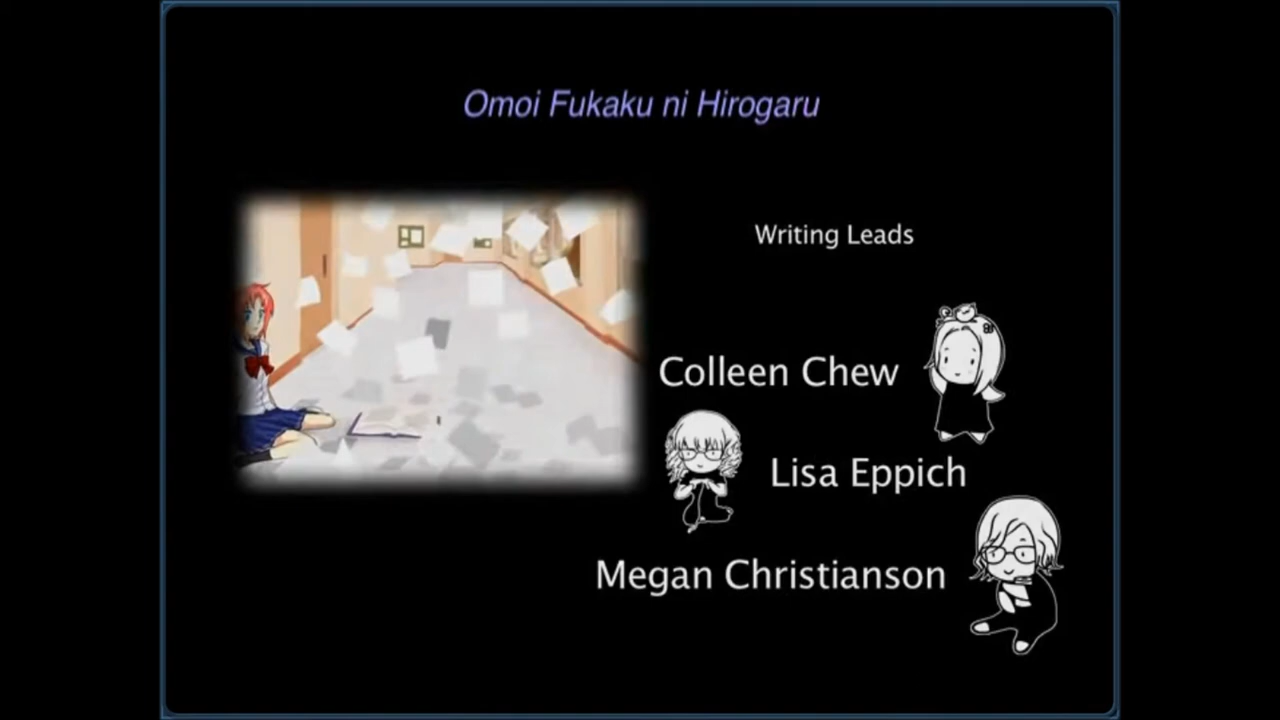 Omoi Fukaku ni Hirogaru
Writing Leads
Colleen Chew
Lisa Eppich
Megan Christianson